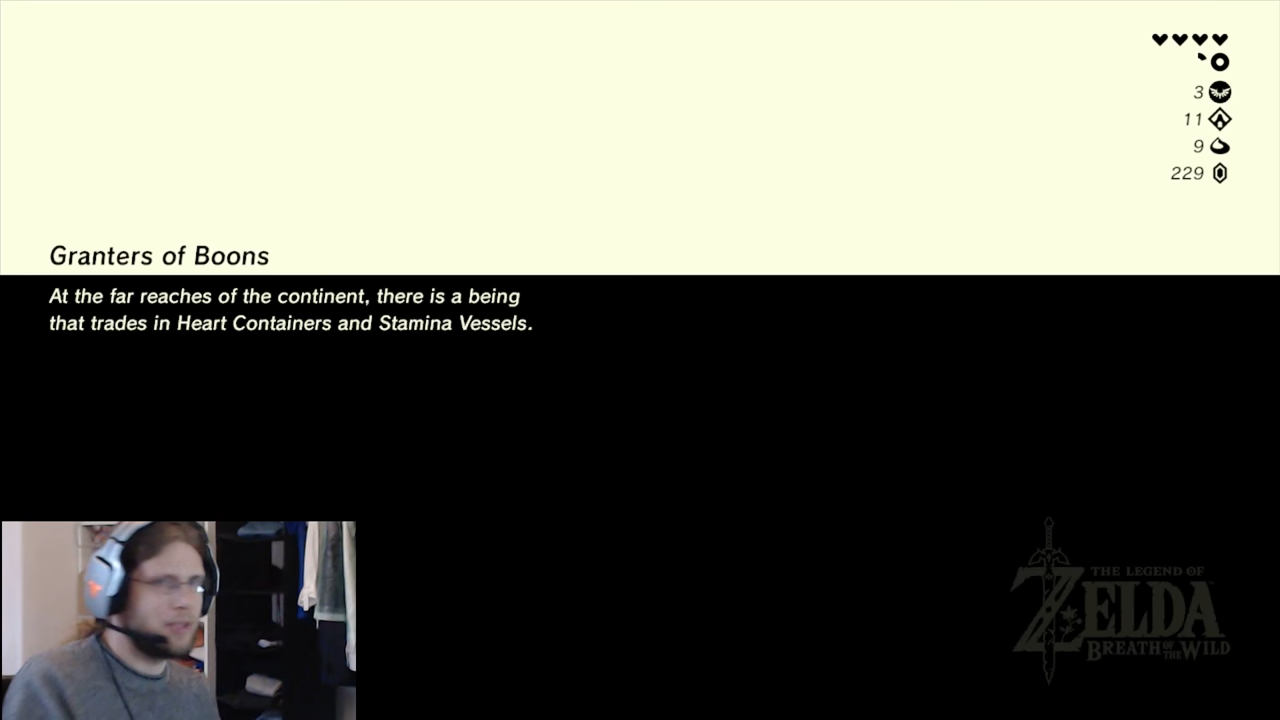 3
11
9
229
Granters of Boons
At the far reaches of the continent, there is a being
that trades in Heart Containers and Stamina Vessels.
THE LEGEND OF
ZELDA
BREATH OF THE WILD